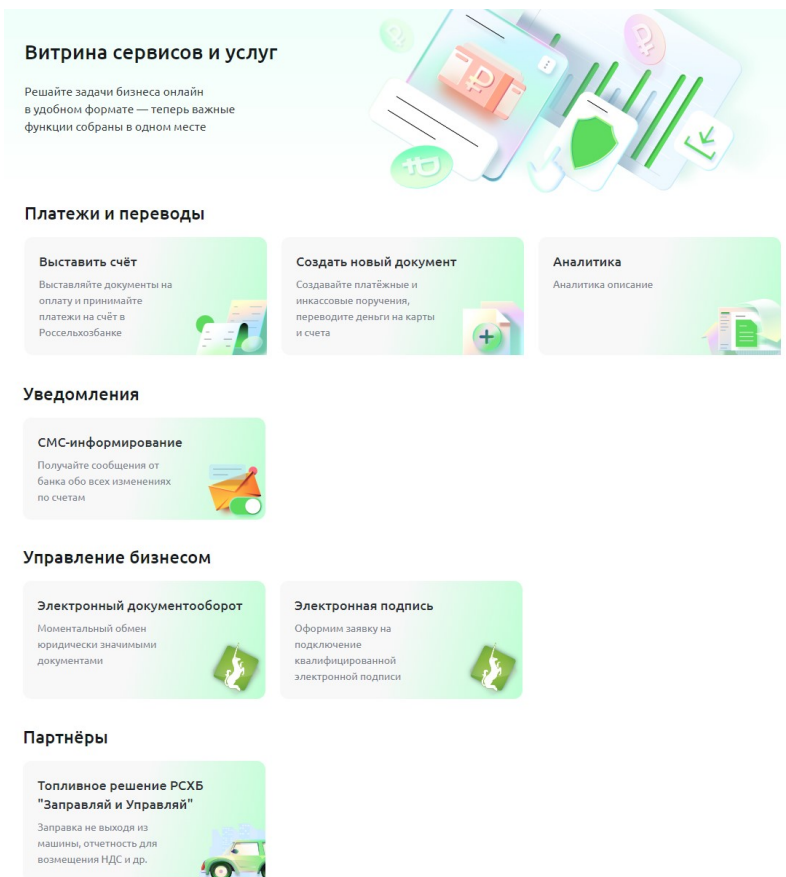 Витрина сервисов и услуг
Решайте задачи бизнеса онлайн
в удобном формате — теперь важные
функции собраны в одном месте
Платежи и переводы
Выставить счёт
Выставляйте документы на
оплату и принимайте
платежи на счёт в
Россельхозбанке
Создать новый документ
Создавайте платёжные и
инкассовые поручения,
переводите деньги на карты
и счета
Аналитика
Аналитика описание
Уведомления
СМС-информирование
Получайте сообщения от
банка обо всех изменениях
по счетам
Управление бизнесом
Электронный документооборот
Моментальный обмен
юридически значимыми
документами
Электронная подпись
Оформим заявку на
подключение
квалифицированной
электронной подписи
Партнёры
Топливное решение РСХБ
"Заправляй и Управляй"
Заправка не выходя из
машины, отчетность для
возмещения НДС и др.